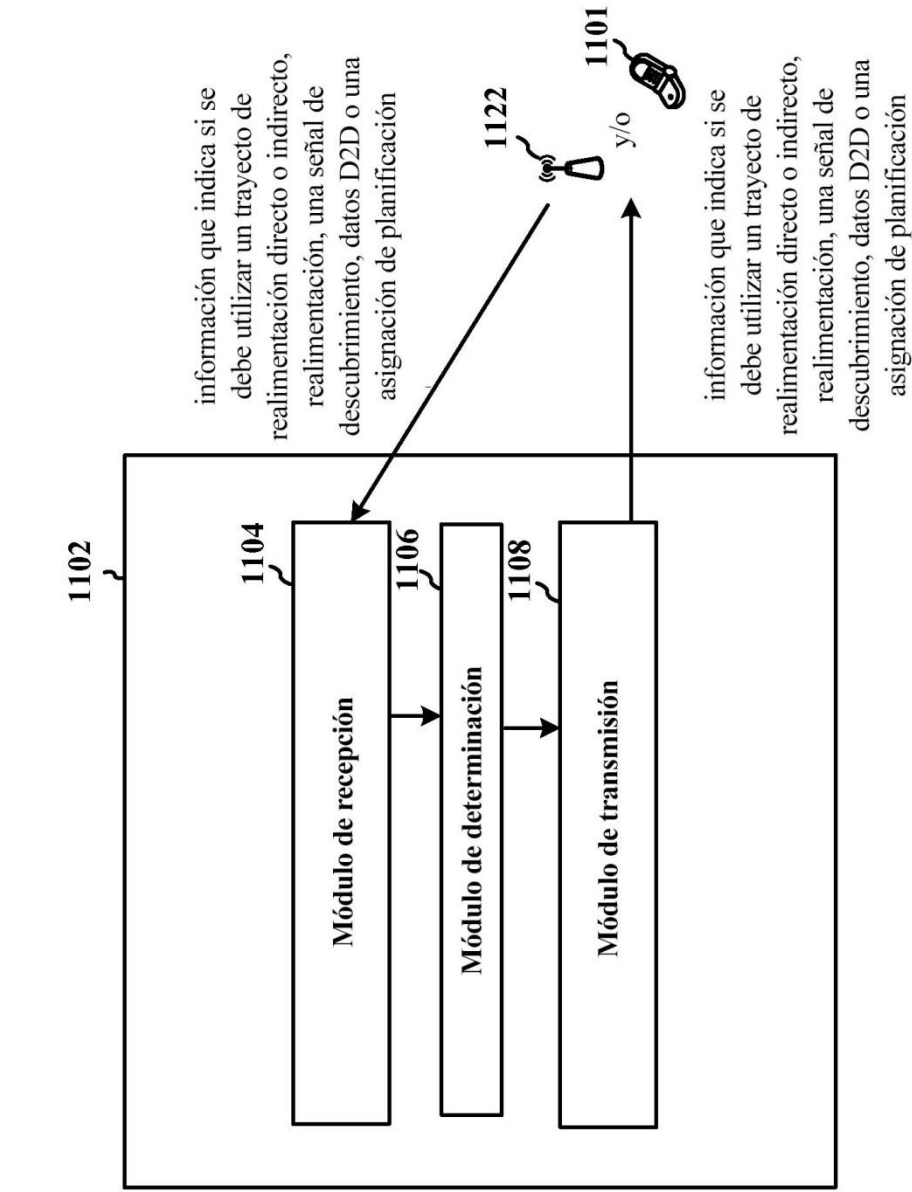 1102
1104
Módulo de recepción
1106
Módulo de determinación
1108
Módulo de transmisión
información que indica si se
debe utilizar un trayecto de
realimentación directo o indirecto,
realimentación, una señal de
descubrimiento, datos D2D o una
asignación de planificación
1122
y/o
1101
información que indica si se
debe utilizar un trayecto de
realimentación directo o indirecto,
realimentación, una señal de
descubrimiento, datos D2D o una
asignación de planificación